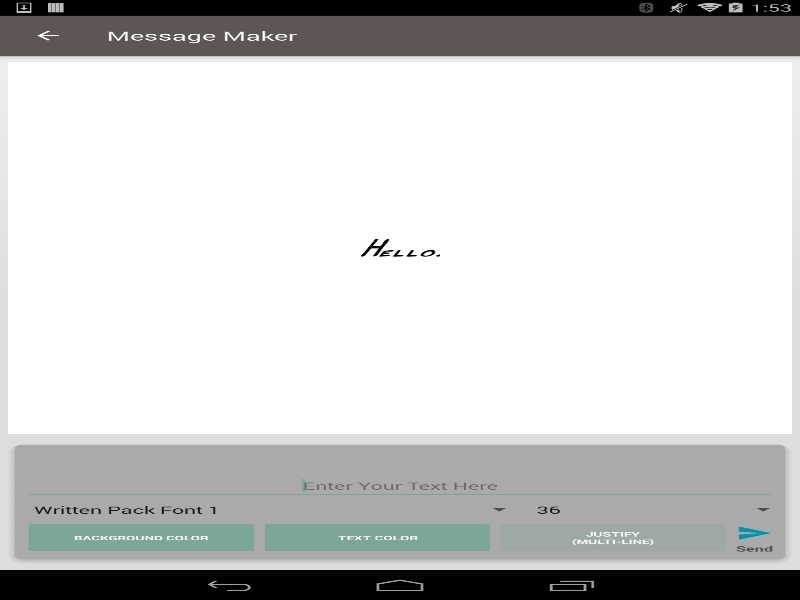 1:53
Message Maker
Hello.
Enter Your Text Here
Written Pack Font 1
36
BACKGROUND COLOR
TEXT COLOR
JUSTIFY
(MULTI-LINE)
Send